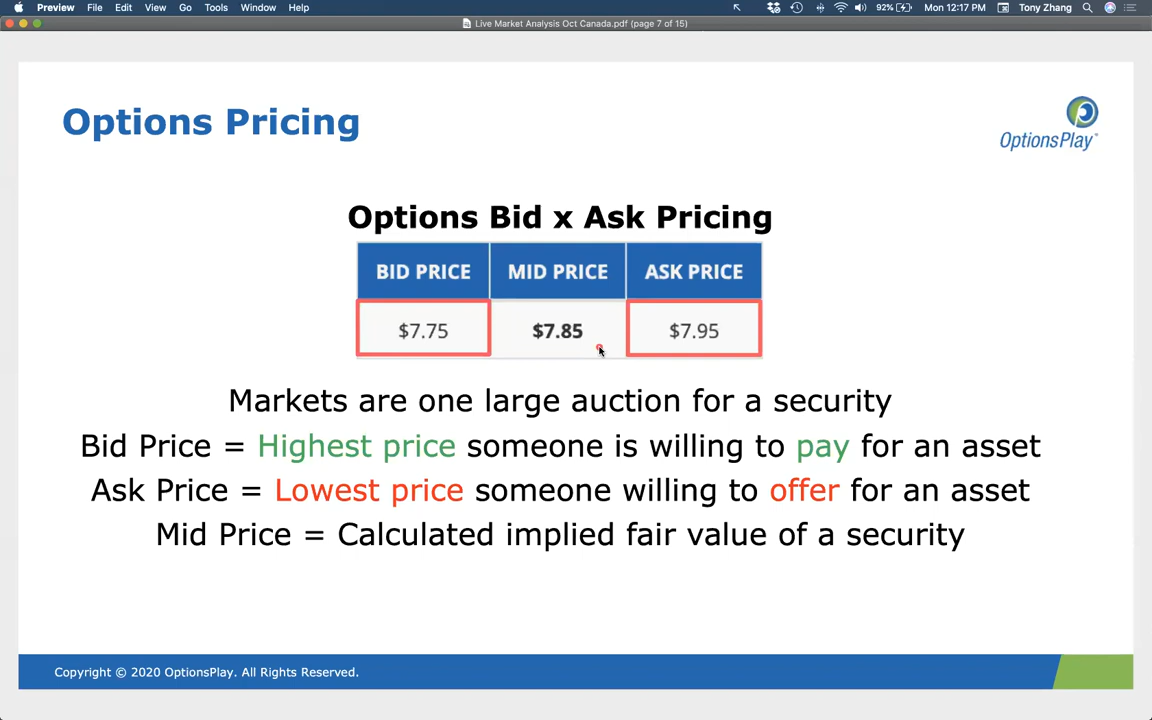 Preview File Edit View Go Tools Window Help 92% Mon 12:17 PM Tony Zhang
Live Market Analysis Oct Canada.pdf (page 7 of 15)
Options Pricing
OptionsPlay
Options Bid x Ask Pricing
BID PRICE MID PRICE ASK PRICE
$7.75 $7.85 $7.95
Markets are one large auction for a security
Bid Price = Highest price someone is willing to pay for an asset
Ask Price = Lowest price someone willing to offer for an asset
Mid Price = Calculated implied fair value of a security
Copyright © 2020 OptionsPlay. All Rights Reserved.